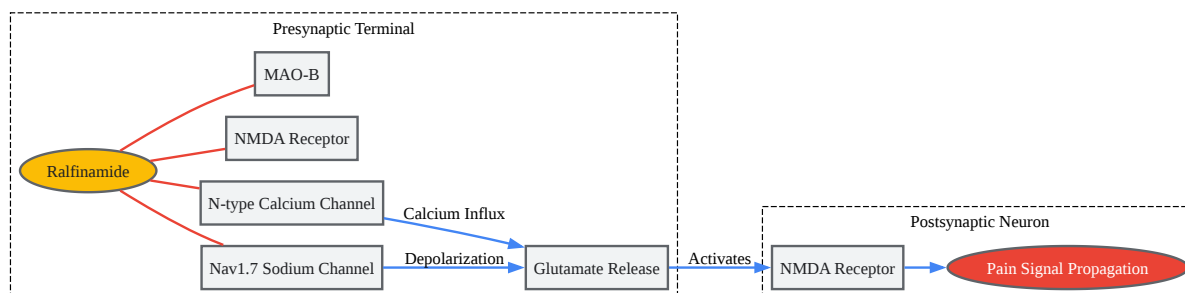 Presynaptic Terminal
MAO-B
NMDA Receptor
Ralfinamide
N-type Calcium Channel
Calcium Influx
Nav1.7 Sodium Channel
Depolarization
Glutamate Release
Activates
Postsynaptic Neuron
NMDA Receptor
Pain Signal Propagation